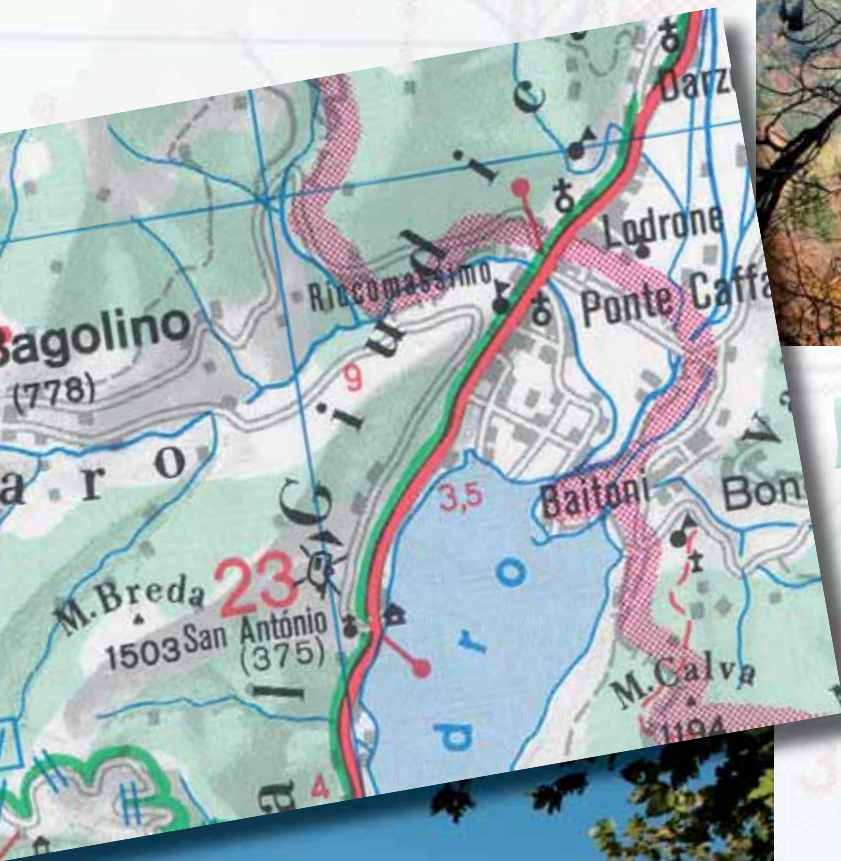 Lodrone
Riccomassimo
Ponte Caffa
Bagolino
(778)
9
3,5
Baitoni
Bon
a r o
Giudic
23
M.Breda
1503
San António
(375)
M.Calva
1194
d r o
V a
l a
4